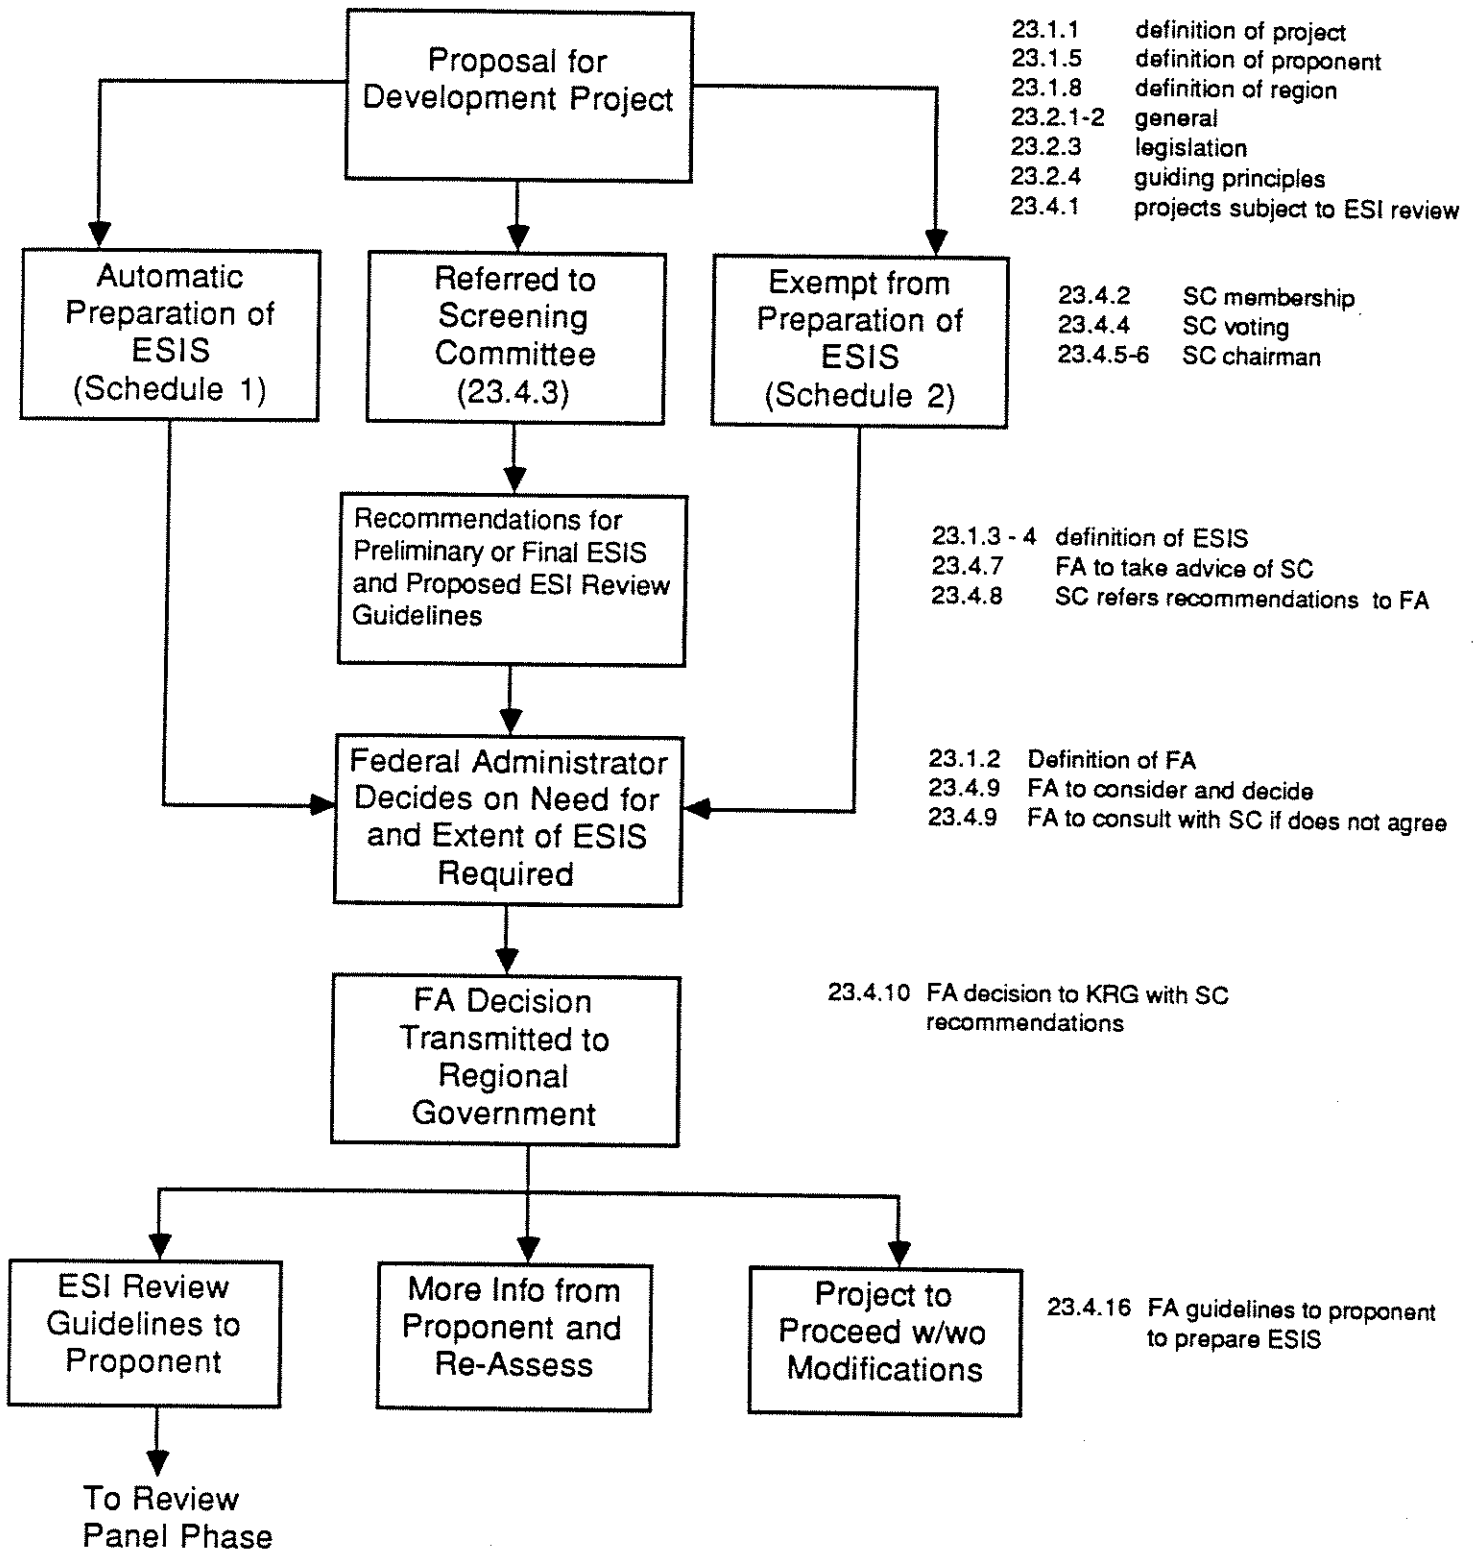 Proposal for
Development Project
23.1.1 definition of project
23.1.5 definition of proponent
23.1.8 definition of region
23.2.1-2 general
23.2.3 legislation
23.2.4 guiding principles
23.4.1 projects subject to ESI review
Automatic
Preparation of
ESIS
(Schedule 1)
Referred to
Screening
Committee
(23.4.3)
Exempt from
Preparation of
ESIS
(Schedule 2)
23.4.2 SC membership
23.4.4 SC voting
23.4.5-6 SC chairman
Recommendations for
Preliminary or Final ESIS
and Proposed ESI Review
Guidelines
23.1.3 - 4 definition of ESIS
23.4.7 FA to take advice of SC
23.4.8 SC refers recommendations to FA
Federal Administrator
Decides on Need for
and Extent of ESIS
Required
23.1.2 Definition of FA
23.4.9 FA to consider and decide
23.4.9 FA to consult with SC if does not agree
FA Decision
Transmitted to
Regional
Government
23.4.10 FA decision to KRG with SC
recommendations
ESI Review
Guidelines to
Proponent
More Info from
Proponent and
Re-Assess
Project to
Proceed w/wo
Modifications
23.4.16 FA guidelines to proponent
to prepare ESIS
To Review
Panel Phase